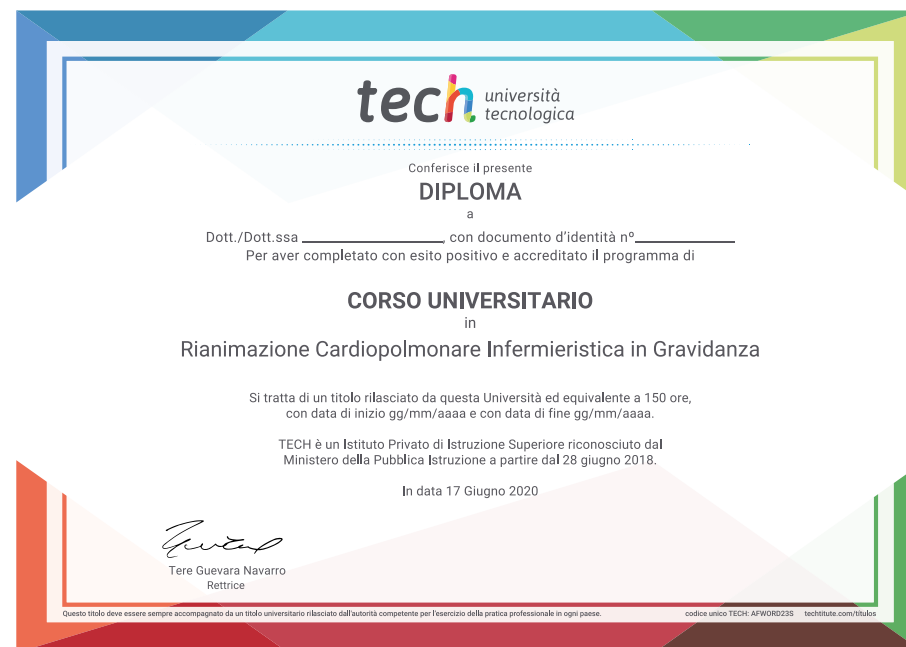 tech università
tecnologica
Conferisce il presente
DIPLOMA
a
Dott./Dott.ssa ____________________, con documento d'identità nº______________
Per aver completato con esito positivo e accreditato il programma di
CORSO UNIVERSITARIO
in
Rianimazione Cardiopolmonare Infermieristica in Gravidanza
Si tratta di un titolo rilasciato da questa Università ed equivalente a 150 ore,
con data di inizio gg/mm/aaaa e con data di fine gg/mm/aaaa.
TECH è un Istituto Privato di Istruzione Superiore riconosciuto dal
Ministero della Pubblica Istruzione a partire dal 28 giugno 2018.
In data 17 Giugno 2020
Tere Guevara Navarro
Rettrice
Questo titolo deve essere sempre accompagnato da un titolo universitario rilasciato dall'autorità competente per l'esercizio della pratica professionale in ogni paese. codice unico TECH: AFWORD23S techtitute.com/titulos